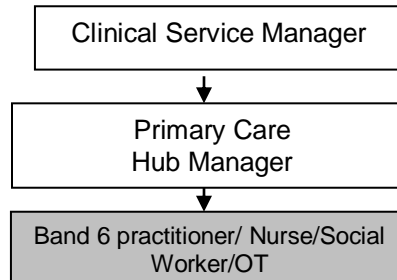 Clinical Service Manager
Primary Care
Hub Manager
Band 6 practitioner/ Nurse/Social
Worker/OT